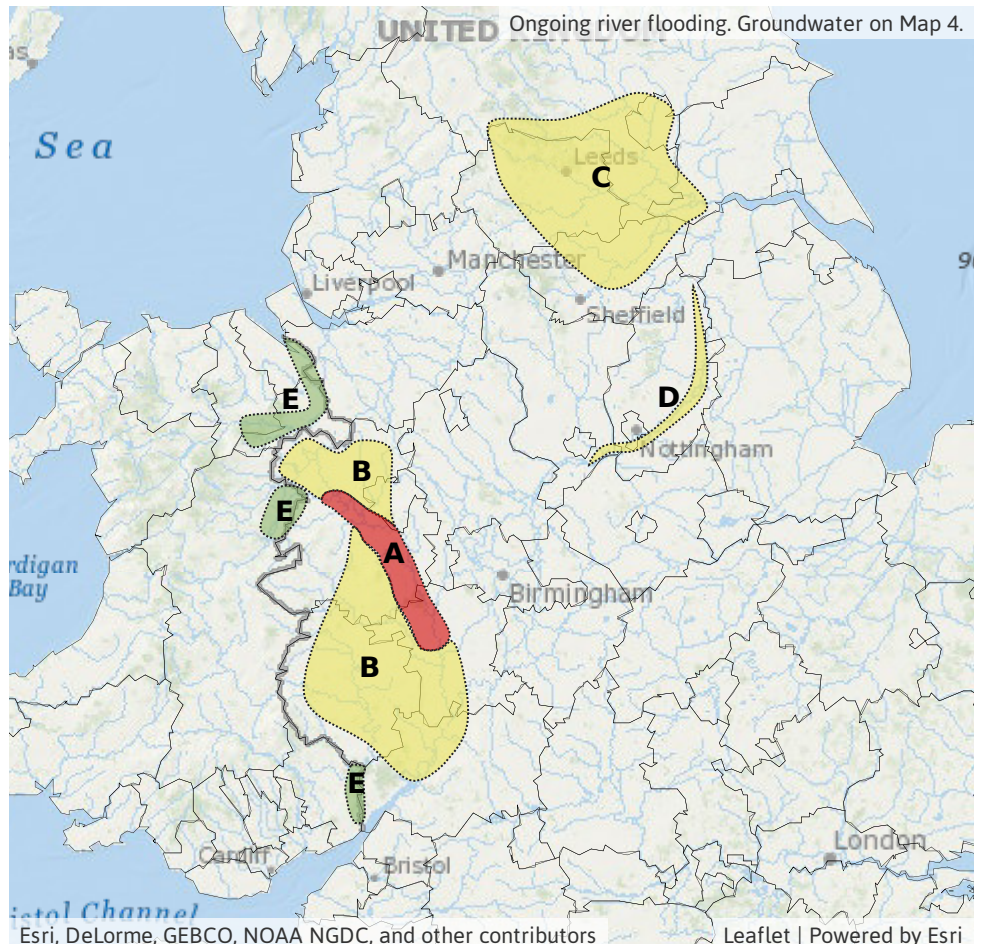 UNITED KINGDOM
Ongoing river flooding. Groundwater on Map 4.
as
Sea
Leeds
C
Manchester
Liverpool
Sheffield
D
E
Nottingham
B
E
A
rdigan
Bay
Birmingham
B
E
London
Cardiff
Bristol
istol Channel
Esri, DeLorme, GEBCO, NOAA NGDC, and other contributors
Leaflet | Powered by Esri